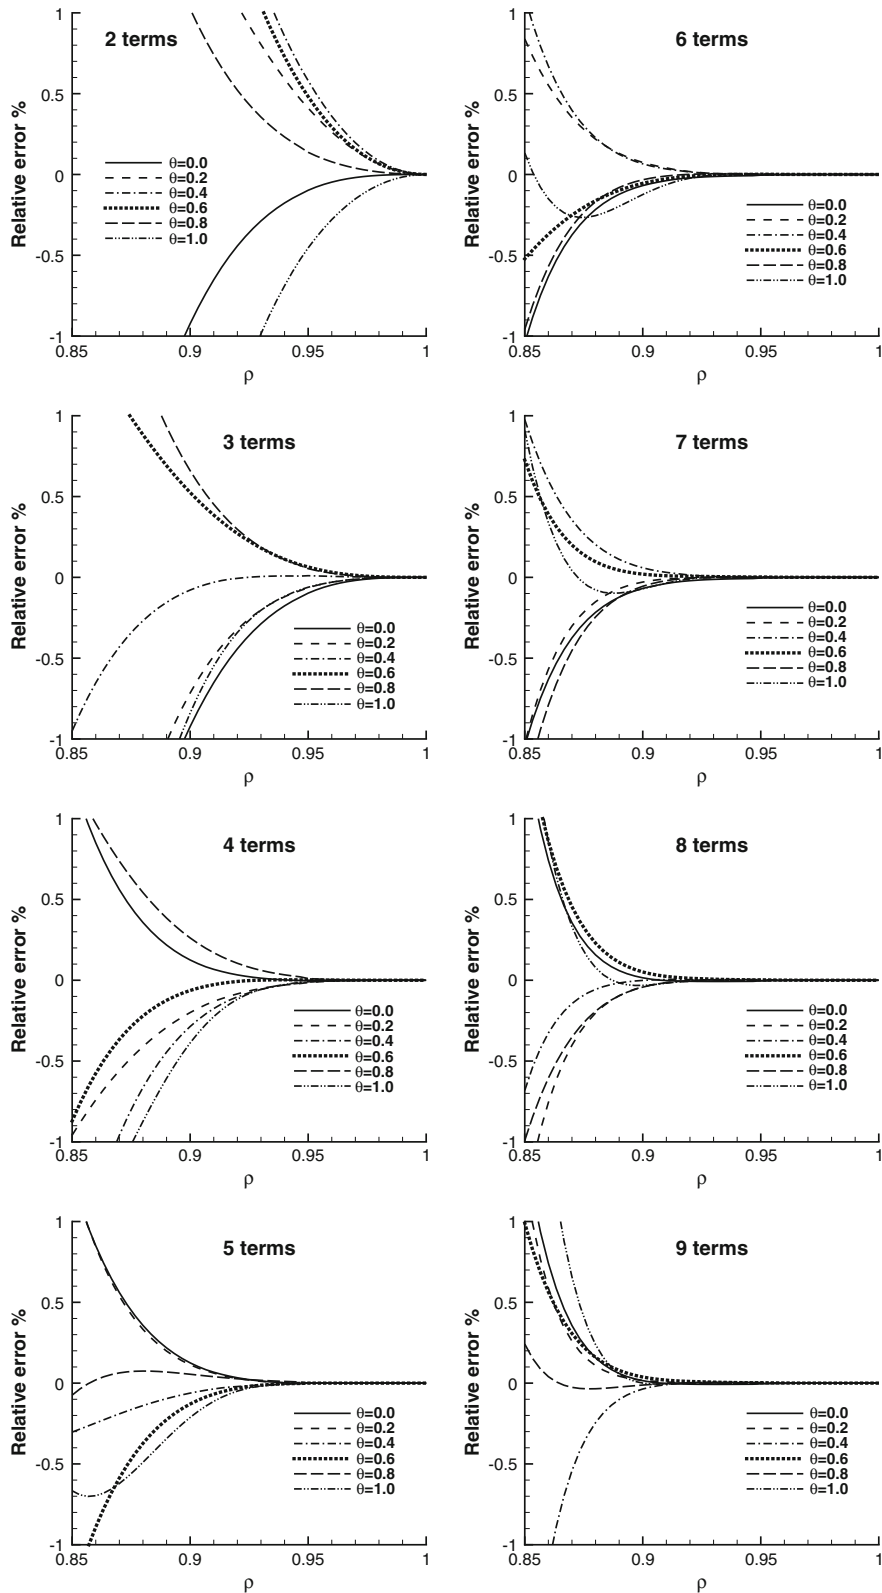 2 terms
Relative error %
1
0.5
0
-0.5
-1
θ=0.0
θ=0.2
θ=0.4
θ=0.6
θ=0.8
θ=1.0
0.85 0.9 0.95 1
ρ
6 terms
Relative error %
1
0.5
0
-0.5
-1
θ=0.0
θ=0.2
θ=0.4
θ=0.6
θ=0.8
θ=1.0
0.85 0.9 0.95 1
ρ
3 terms
Relative error %
1
0.5
0
-0.5
-1
θ=0.0
θ=0.2
θ=0.4
θ=0.6
θ=0.8
θ=1.0
0.85 0.9 0.95 1
ρ
7 terms
Relative error %
1
0.5
0
-0.5
-1
θ=0.0
θ=0.2
θ=0.4
θ=0.6
θ=0.8
θ=1.0
0.85 0.9 0.95 1
ρ
4 terms
Relative error %
1
0.5
0
-0.5
-1
θ=0.0
θ=0.2
θ=0.4
θ=0.6
θ=0.8
θ=1.0
0.85 0.9 0.95 1
ρ
8 terms
Relative error %
1
0.5
0
-0.5
-1
θ=0.0
θ=0.2
θ=0.4
θ=0.6
θ=0.8
θ=1.0
0.85 0.9 0.95 1
ρ
5 terms
Relative error %
1
0.5
0
-0.5
-1
θ=0.0
θ=0.2
θ=0.4
θ=0.6
θ=0.8
θ=1.0
0.85 0.9 0.95 1
ρ
9 terms
Relative error %
1
0.5
0
-0.5
-1
θ=0.0
θ=0.2
θ=0.4
θ=0.6
θ=0.8
θ=1.0
0.85 0.9 0.95 1
ρ